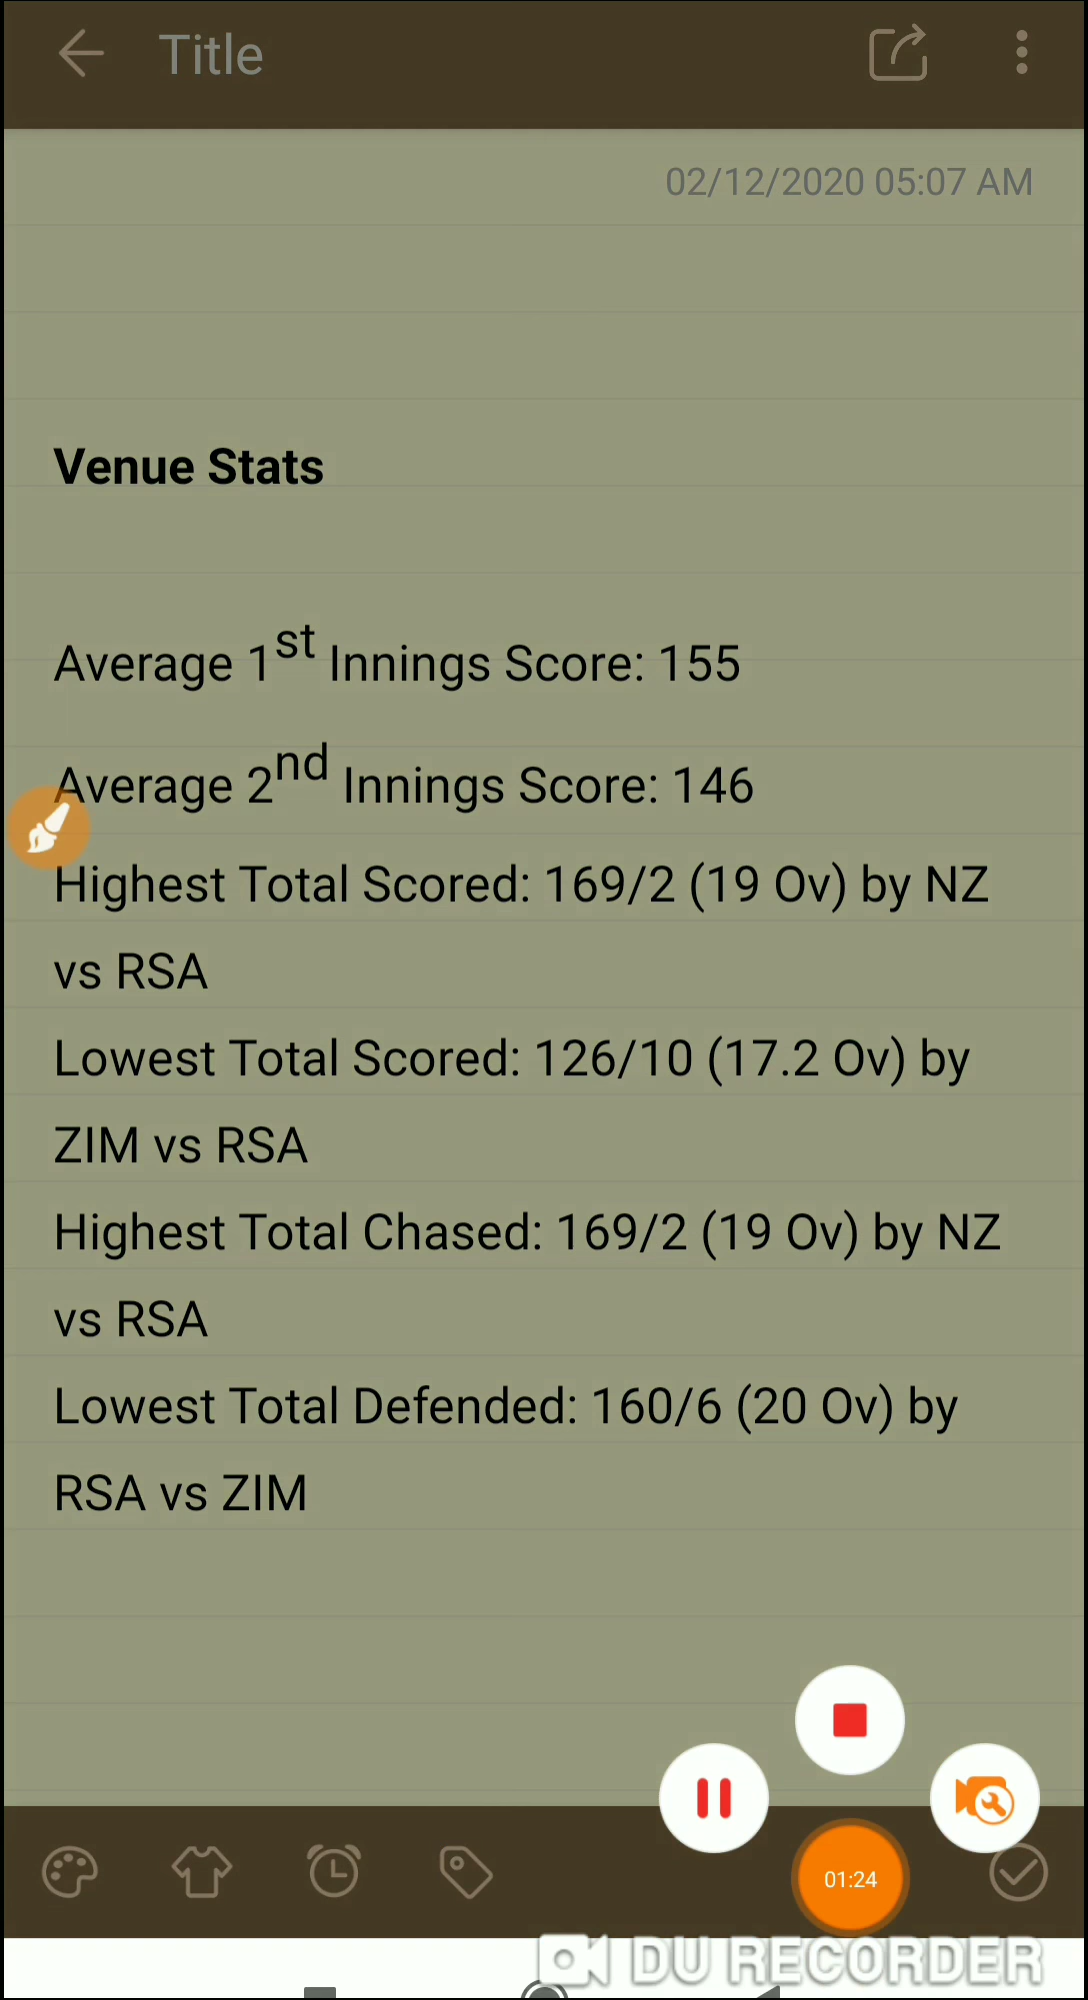 Title
02/12/2020 05:07 AM
Venue Stats
Average 1st Innings Score: 155
Average 2nd Innings Score: 146
Highest Total Scored: 169/2 (19 Ov) by NZ
vs RSA
Lowest Total Scored: 126/10 (17.2 Ov) by
ZIM vs RSA
Highest Total Chased: 169/2 (19 Ov) by NZ
vs RSA
Lowest Total Defended: 160/6 (20 Ov) by
RSA vs ZIM
01:24
DU RECORDER